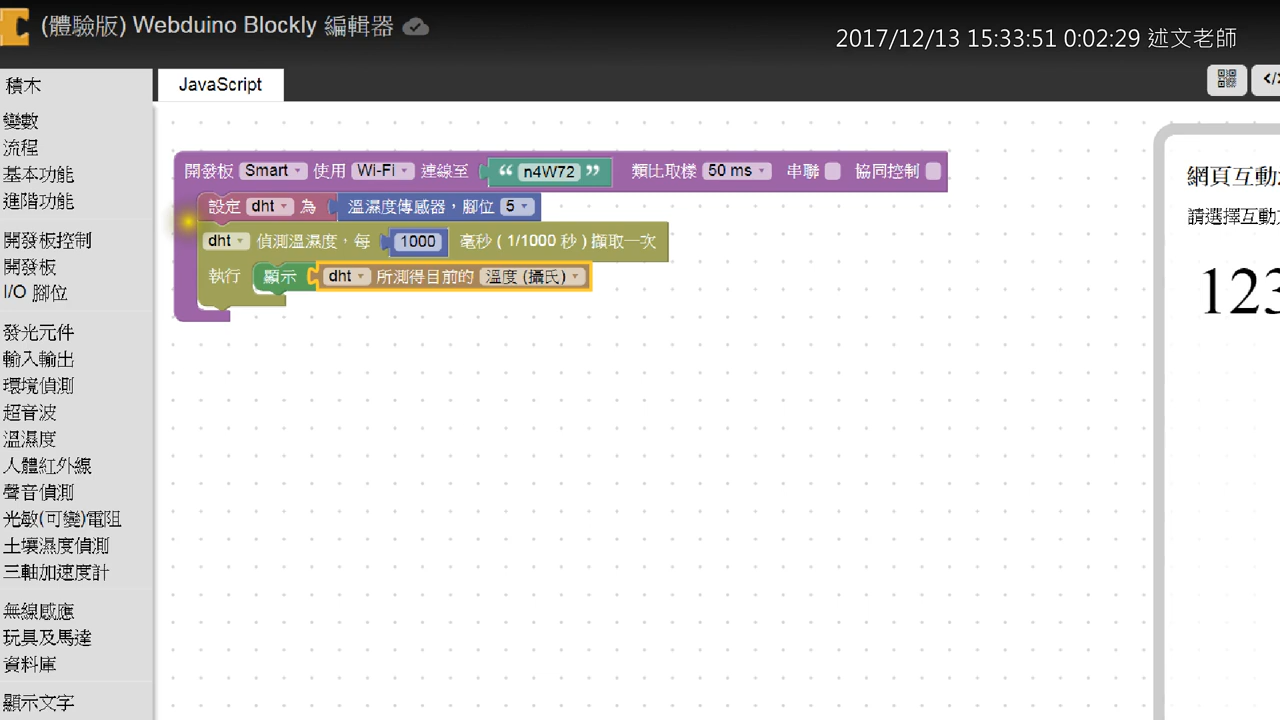 (體驗版) Webduino Blockly 編輯器
2017/12/13 15:33:51 0:02:29 述文老師
積木
JavaScript
</>
變數
流程
基本功能
進階功能
開發板控制
開發板
I/O 腳位
發光元件
輸入輸出
環境偵測
超音波
溫濕度
人體紅外線
聲音偵測
光敏(可變)電阻
土壤濕度偵測
三軸加速度計
無線感應
玩具及馬達
資料庫
顯示文字
開發板 Smart 使用 Wi-Fi 連線至 “ n4W72 ” 類比取樣 50 ms 串聯 協同控制
設定 dht 為 溫濕度傳感器，腳位 5
dht 偵測溫濕度，每 1000 毫秒 ( 1/1000 秒 ) 擷取一次
執行 顯示 dht 所測得目前的 溫度 (攝氏)
網頁互動
請選擇互動
123